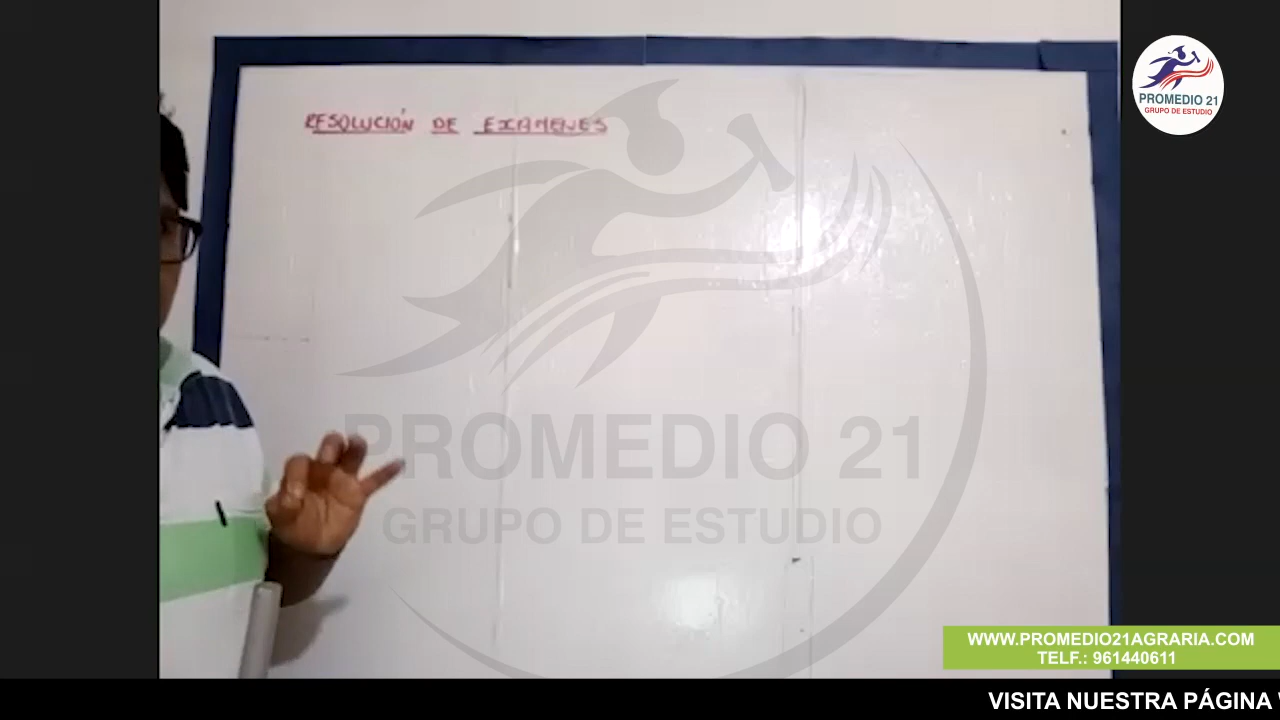 RESOLUCIÓN DE EXAMENES
PROMEDIO 21
GRUPO DE ESTUDIO
PROMEDIO 21
GRUPO DE ESTUDIO
WWW.PROMEDIO21AGRARIA.COM
TELF.: 961440611
VISITA NUESTRA PÁGINA